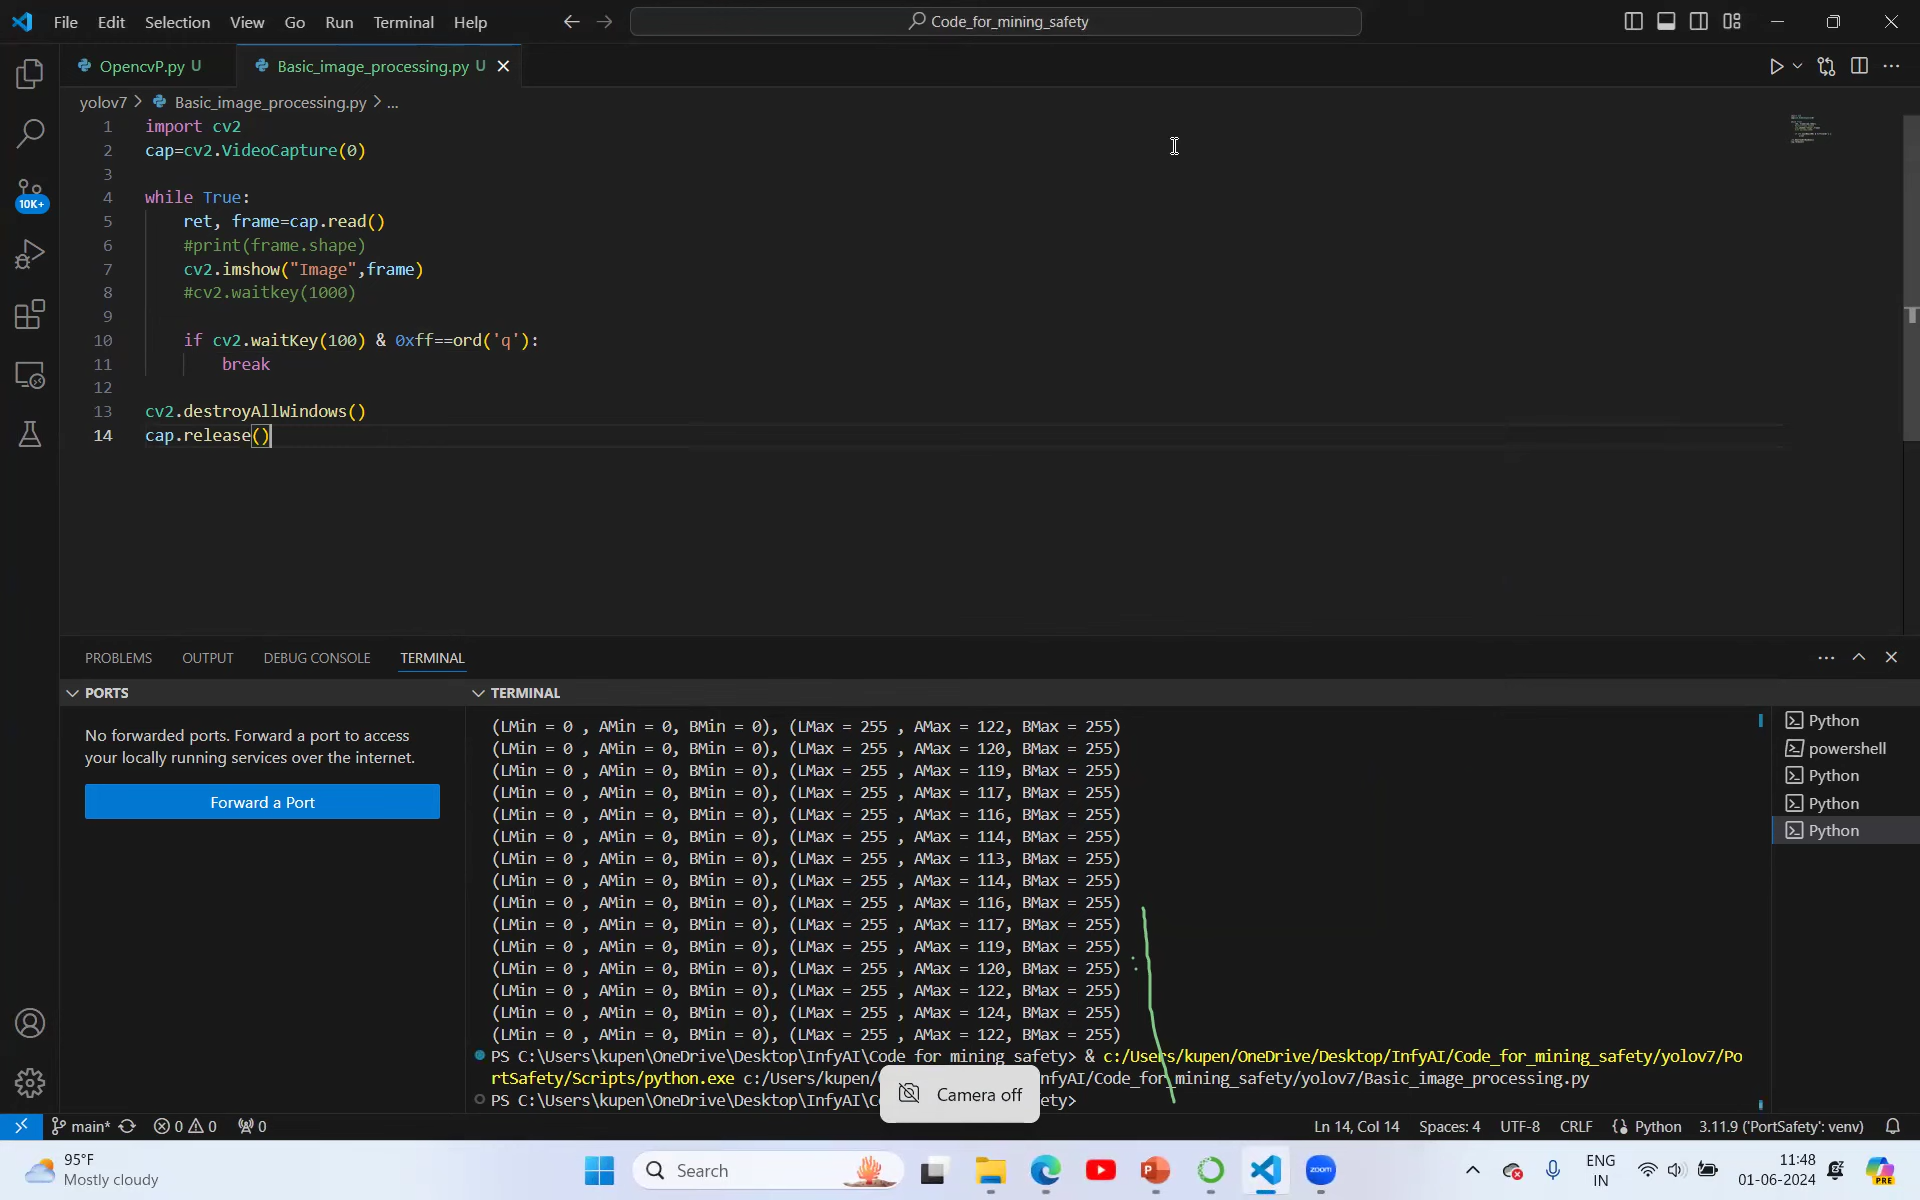 File Edit Selection View Go Run Terminal Help
Code_for_mining_safety
OpencvP.py U
Basic_image_processing.py U
yolov7 > Basic_image_processing.py > ...
10K+
1 import cv2
2 cap=cv2.VideoCapture(0)
3
4 while True:
5 ret, frame=cap.read()
6 #print(frame.shape)
7 cv2.imshow("Image",frame)
8 #cv2.waitkey(1000)
9
10 if cv2.waitKey(100) & 0xff==ord('q'):
11 break
12
13 cv2.destroyAllWindows()
14 cap.release()
PROBLEMS OUTPUT DEBUG CONSOLE TERMINAL
PORTS
No forwarded ports. Forward a port to access
your locally running services over the internet.
Forward a Port
TERMINAL
(LMin = 0 , AMin = 0, BMin = 0), (LMax = 255 , AMax = 122, BMax = 255)
(LMin = 0 , AMin = 0, BMin = 0), (LMax = 255 , AMax = 120, BMax = 255)
(LMin = 0 , AMin = 0, BMin = 0), (LMax = 255 , AMax = 119, BMax = 255)
(LMin = 0 , AMin = 0, BMin = 0), (LMax = 255 , AMax = 117, BMax = 255)
(LMin = 0 , AMin = 0, BMin = 0), (LMax = 255 , AMax = 116, BMax = 255)
(LMin = 0 , AMin = 0, BMin = 0), (LMax = 255 , AMax = 114, BMax = 255)
(LMin = 0 , AMin = 0, BMin = 0), (LMax = 255 , AMax = 113, BMax = 255)
(LMin = 0 , AMin = 0, BMin = 0), (LMax = 255 , AMax = 114, BMax = 255)
(LMin = 0 , AMin = 0, BMin = 0), (LMax = 255 , AMax = 116, BMax = 255)
(LMin = 0 , AMin = 0, BMin = 0), (LMax = 255 , AMax = 117, BMax = 255)
(LMin = 0 , AMin = 0, BMin = 0), (LMax = 255 , AMax = 119, BMax = 255)
(LMin = 0 , AMin = 0, BMin = 0), (LMax = 255 , AMax = 120, BMax = 255)
(LMin = 0 , AMin = 0, BMin = 0), (LMax = 255 , AMax = 122, BMax = 255)
(LMin = 0 , AMin = 0, BMin = 0), (LMax = 255 , AMax = 124, BMax = 255)
(LMin = 0 , AMin = 0, BMin = 0), (LMax = 255 , AMax = 122, BMax = 255)
PS C:\Users\kupen\OneDrive\Desktop\InfyAI\Code_for_mining_safety> & c:/Users/kupen/OneDrive/Desktop/InfyAI/Code_for_mining_safety/yolov7/Po
rtSafety/Scripts/python.exe c:/Users/kupen/ nfyAI/Code_for_mining_safety/yolov7/Basic_image_processing.py
PS C:\Users\kupen\OneDrive\Desktop\InfyAI\C ety>
Python
powershell
Python
Python
Python
Camera off
main* 0 0 0
Ln 14, Col 14 Spaces: 4 UTF-8 CRLF Python 3.11.9 ('PortSafety': venv)
95°F
Mostly cloudy
Search
zoom
ENG
IN
11:48
01-06-2024
PRE